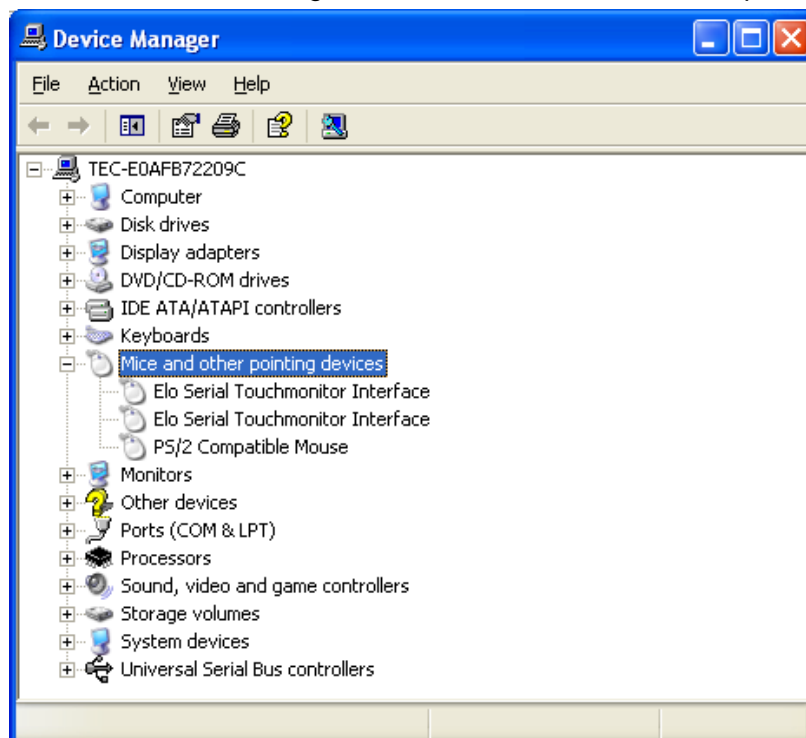 Device Manager
File Action View Help
TEC-E0AFB72209C
Computer
Disk drives
Display adapters
DVD/CD-ROM drives
IDE ATA/ATAPI controllers
Keyboards
Mice and other pointing devices
Elo Serial Touchmonitor Interface
Elo Serial Touchmonitor Interface
PS/2 Compatible Mouse
Monitors
Other devices
Ports (COM & LPT)
Processors
Sound, video and game controllers
Storage volumes
System devices
Universal Serial Bus controllers